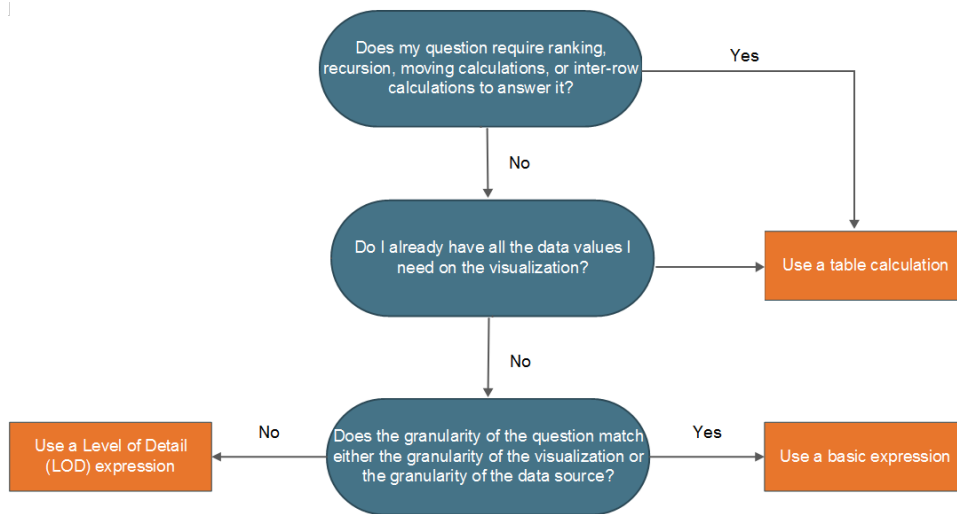 Does my question require ranking,
recursion, moving calculations, or inter-row
calculations to answer it?
Yes
No
Do I already have all the data values I
need on the visualization?
Use a table calculation
No
Does the granularity of the question match
either the granularity of the visualization or
the granularity of the data source?
No
Use a Level of Detail
(LOD) expression
Yes
Use a basic expression